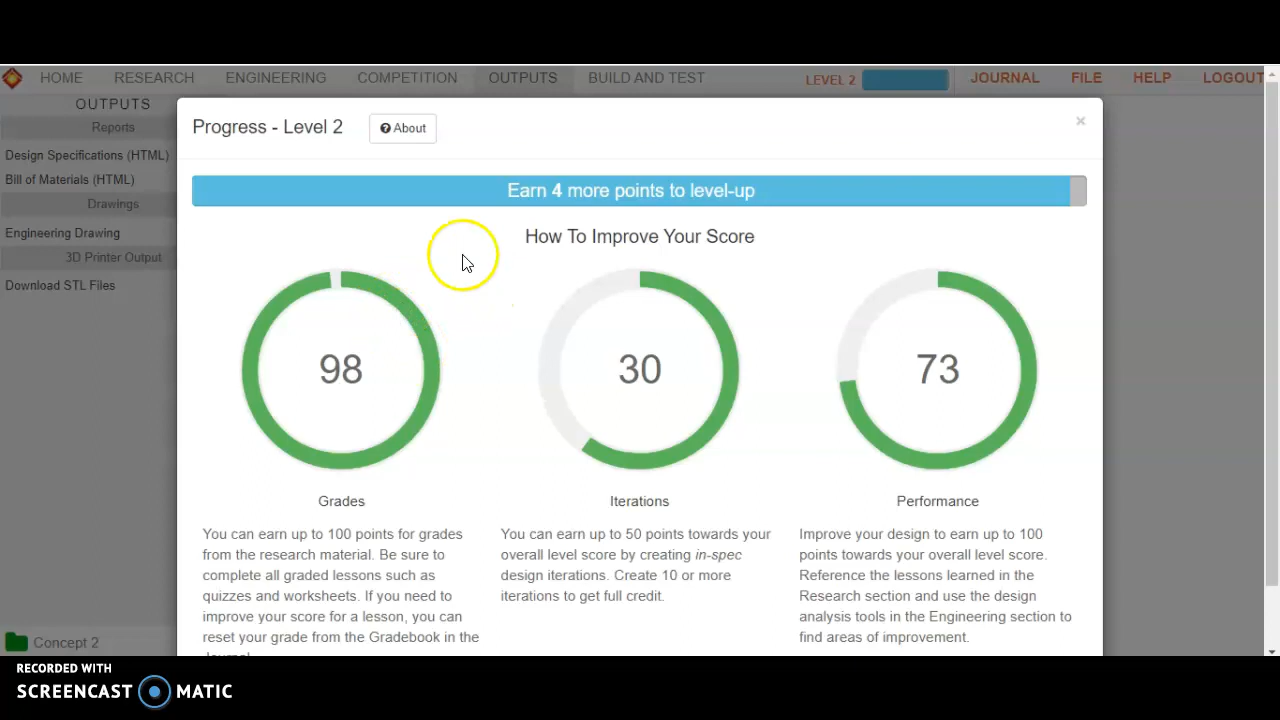 HOME RESEARCH ENGINEERING COMPETITION OUTPUTS BUILD AND TEST LEVEL 2 JOURNAL FILE HELP LOGOUT
OUTPUTS
Reports
Design Specifications (HTML)
Bill of Materials (HTML)
Drawings
Engineering Drawing
3D Printer Output
Download STL Files
Concept 2
Progress - Level 2 About ×
Earn 4 more points to level-up
How To Improve Your Score
98
Grades
You can earn up to 100 points for grades
from the research material. Be sure to
complete all graded lessons such as
quizzes and worksheets. If you need to
improve your score for a lesson, you can
reset your grade from the Gradebook in the
30
Iterations
You can earn up to 50 points towards your
overall level score by creating in-spec
design iterations. Create 10 or more
iterations to get full credit.
73
Performance
Improve your design to earn up to 100
points towards your overall level score.
Reference the lessons learned in the
Research section and use the design
analysis tools in the Engineering section to
find areas of improvement.
RECORDED WITH
SCREENCAST MATIC